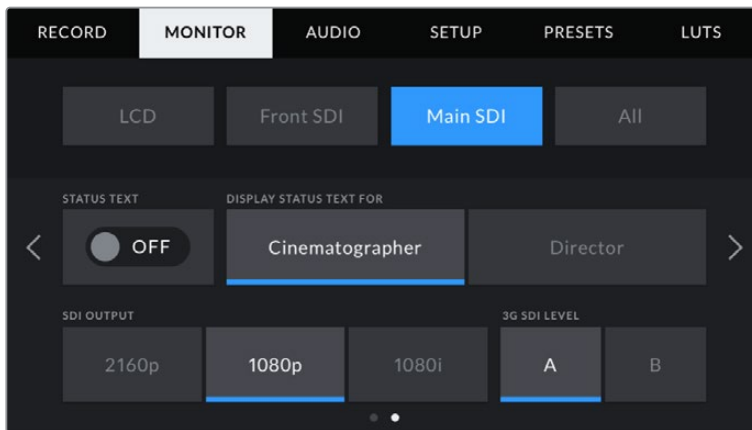 RECORD MONITOR AUDIO SETUP PRESETS LUTS
LCD Front SDI Main SDI All
STATUS TEXT DISPLAY STATUS TEXT FOR
OFF Cinematographer Director
SDI OUTPUT 3G SDI LEVEL
2160p 1080p 1080i A B